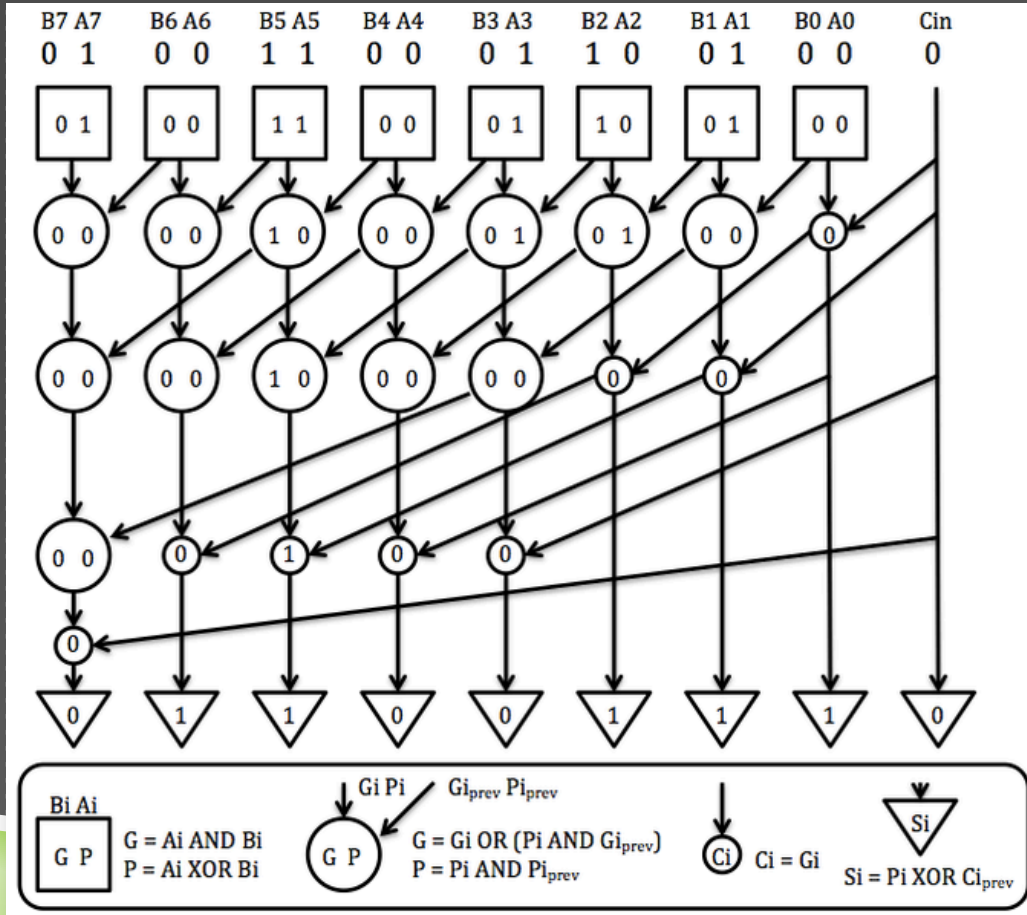 B7 A7 B6 A6 B5 A5 B4 A4 B3 A3 B2 A2 B1 A1 B0 A0 Cin
0 1 0 0 1 1 0 0 0 1 1 0 0 1 0 0 0
0 1 0 0 1 1 0 0 0 1 1 0 0 1 0 0
0 0 0 0 1 0 0 0 0 1 0 1 0 0 0
0 0 0 0 1 0 0 0 0 0 0 0
0 0 0 1 0 0
0
0 1 1 0 0 1 1 1 0
Gi Pi Giprev Piprev
Bi Ai
G P G = Ai AND Bi G P G = Gi OR (Pi AND Giprev) Ci Ci = Gi Si
P = Ai XOR Bi P = Pi AND Piprev Si = Pi XOR Ciprev